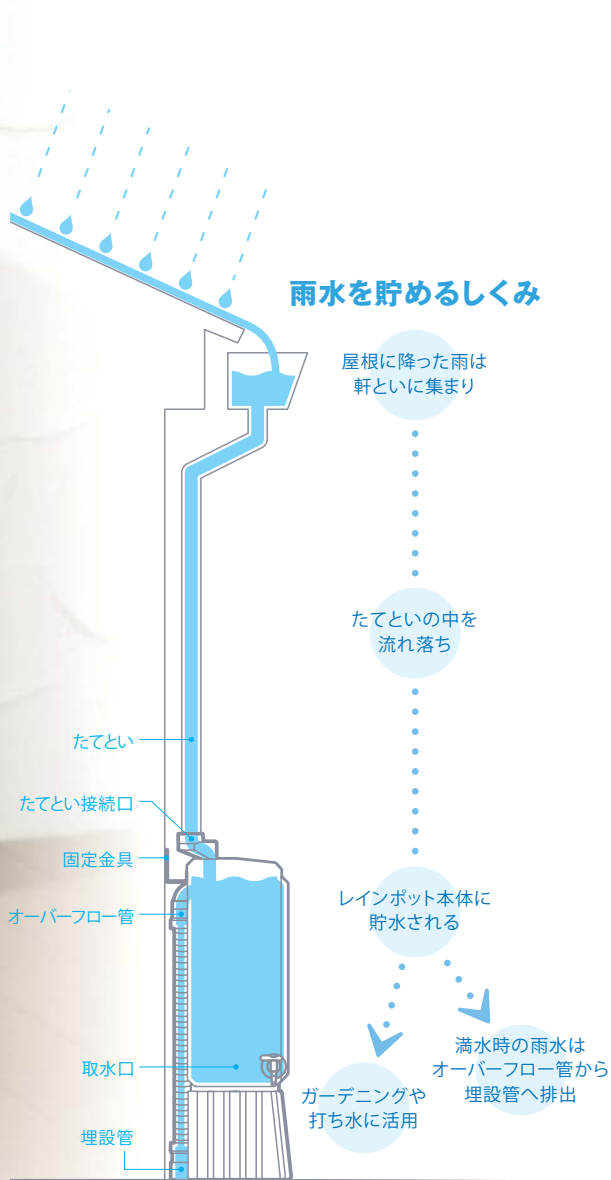 雨水を貯めるしくみ
屋根に降った雨は
軒といに集まり
たてといの中を
流れ落ち
たてとい
たてとい接続口
固定金具
オーバーフロー管
レインポット本体に
貯水される
取水口
埋設管
ガーデニングや
打ち水に活用
満水時の雨水は
オーバーフロー管から
埋設管へ排出